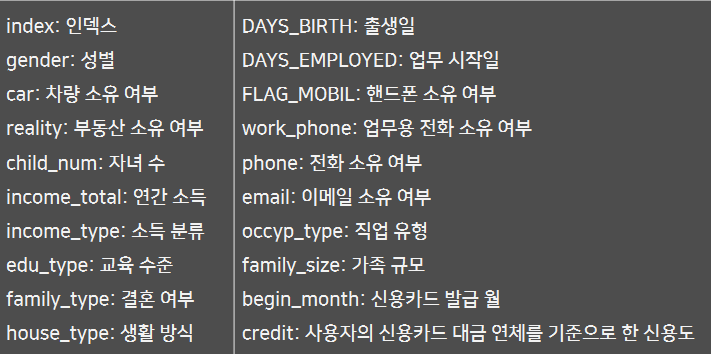 index: 인덱스
gender: 성별
car: 차량 소유 여부
reality: 부동산 소유 여부
child_num: 자녀 수
income_total: 연간 소득
income_type: 소득 분류
edu_type: 교육 수준
family_type: 결혼 여부
house_type: 생활 방식
DAYS_BIRTH: 출생일
DAYS_EMPLOYED: 업무 시작일
FLAG_MOBIL: 핸드폰 소유 여부
work_phone: 업무용 전화 소유 여부
phone: 전화 소유 여부
email: 이메일 소유 여부
occyp_type: 직업 유형
family_size: 가족 규모
begin_month: 신용카드 발급 월
credit: 사용자의 신용카드 대금 연체를 기준으로 한 신용도